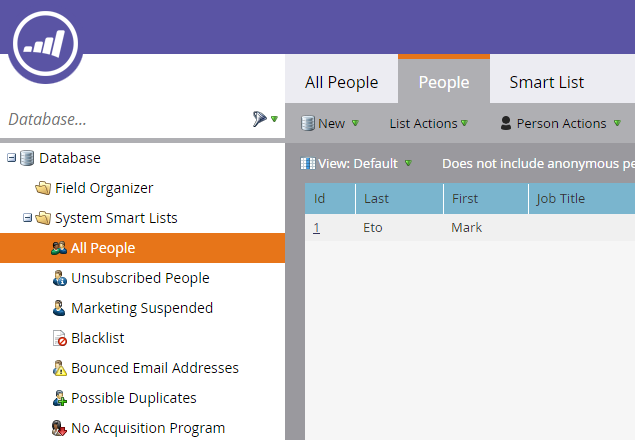 All People People Smart List
Database...
New List Actions Person Actions
View: Default Does not include anonymous pe
Id Last First Job Title
1 Eto Mark
Database
Field Organizer
System Smart Lists
All People
Unsubscribed People
Marketing Suspended
Blacklist
Bounced Email Addresses
Possible Duplicates
No Acquisition Program